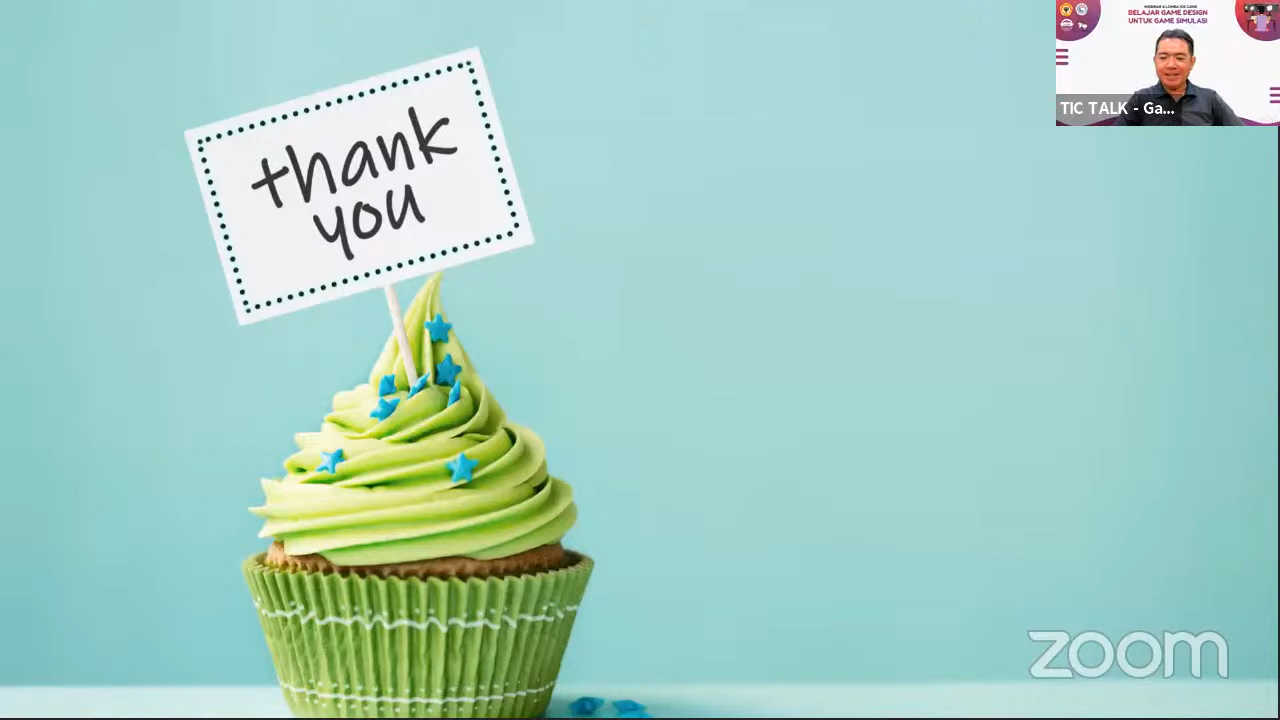 thank
you
BELAJAR GAME DESIGN
UNTUK GAME SIMULASI
TIC TALK - Ga...
zoom